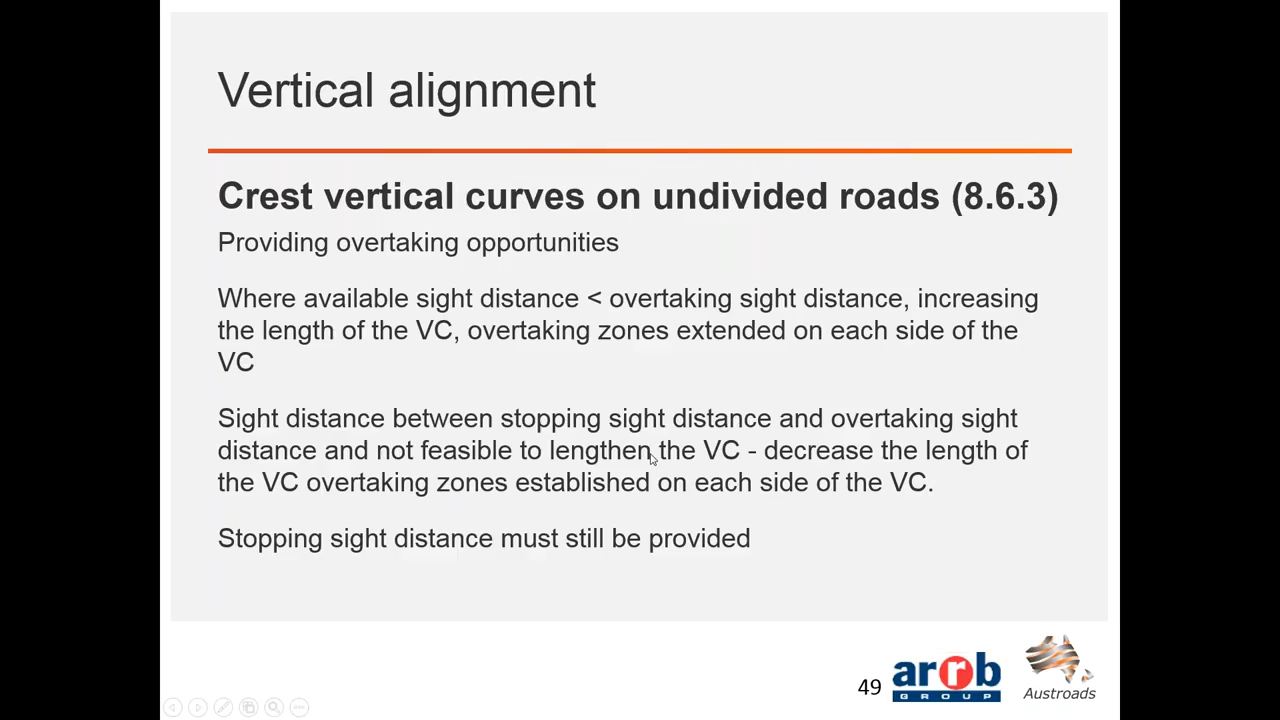 Vertical alignment
Crest vertical curves on undivided roads (8.6.3)
Providing overtaking opportunities
Where available sight distance < overtaking sight distance, increasing
the length of the VC, overtaking zones extended on each side of the
VC
Sight distance between stopping sight distance and overtaking sight
distance and not feasible to lengthen the VC - decrease the length of
the VC overtaking zones established on each side of the VC.
Stopping sight distance must still be provided
49
arrb
GROUP
Austroads